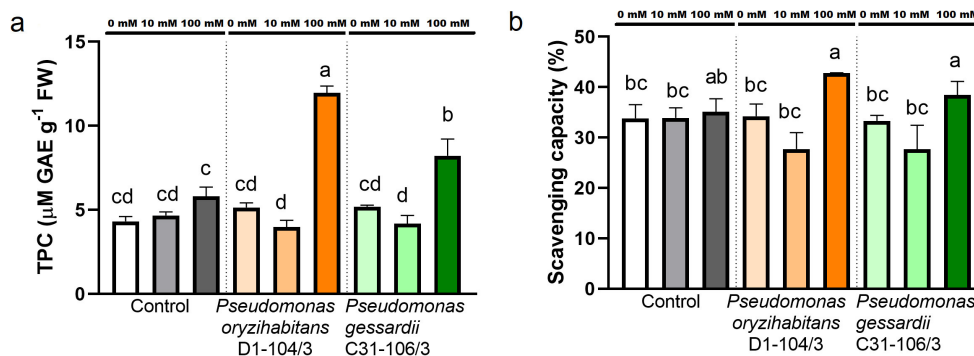 a
0 mM 10 mM 100 mM 0 mM 10 mM 100 mM 0 mM 10 mM 100 mM
TPC (µM GAE g-1 FW)
15
10
5
0
cd cd c cd d a cd d b
Control
Pseudomonas
oryzihabitans
D1-104/3
Pseudomonas
gessardii
C31-106/3
b
0 mM 10 mM 100 mM 0 mM 10 mM 100 mM 0 mM 10 mM 100 mM
Scavenging capacity (%)
50
40
30
20
10
0
bc bc ab bc bc a bc bc a
Control
Pseudomonas
oryzihabitans
D1-104/3
Pseudomonas
gessardii
C31-106/3